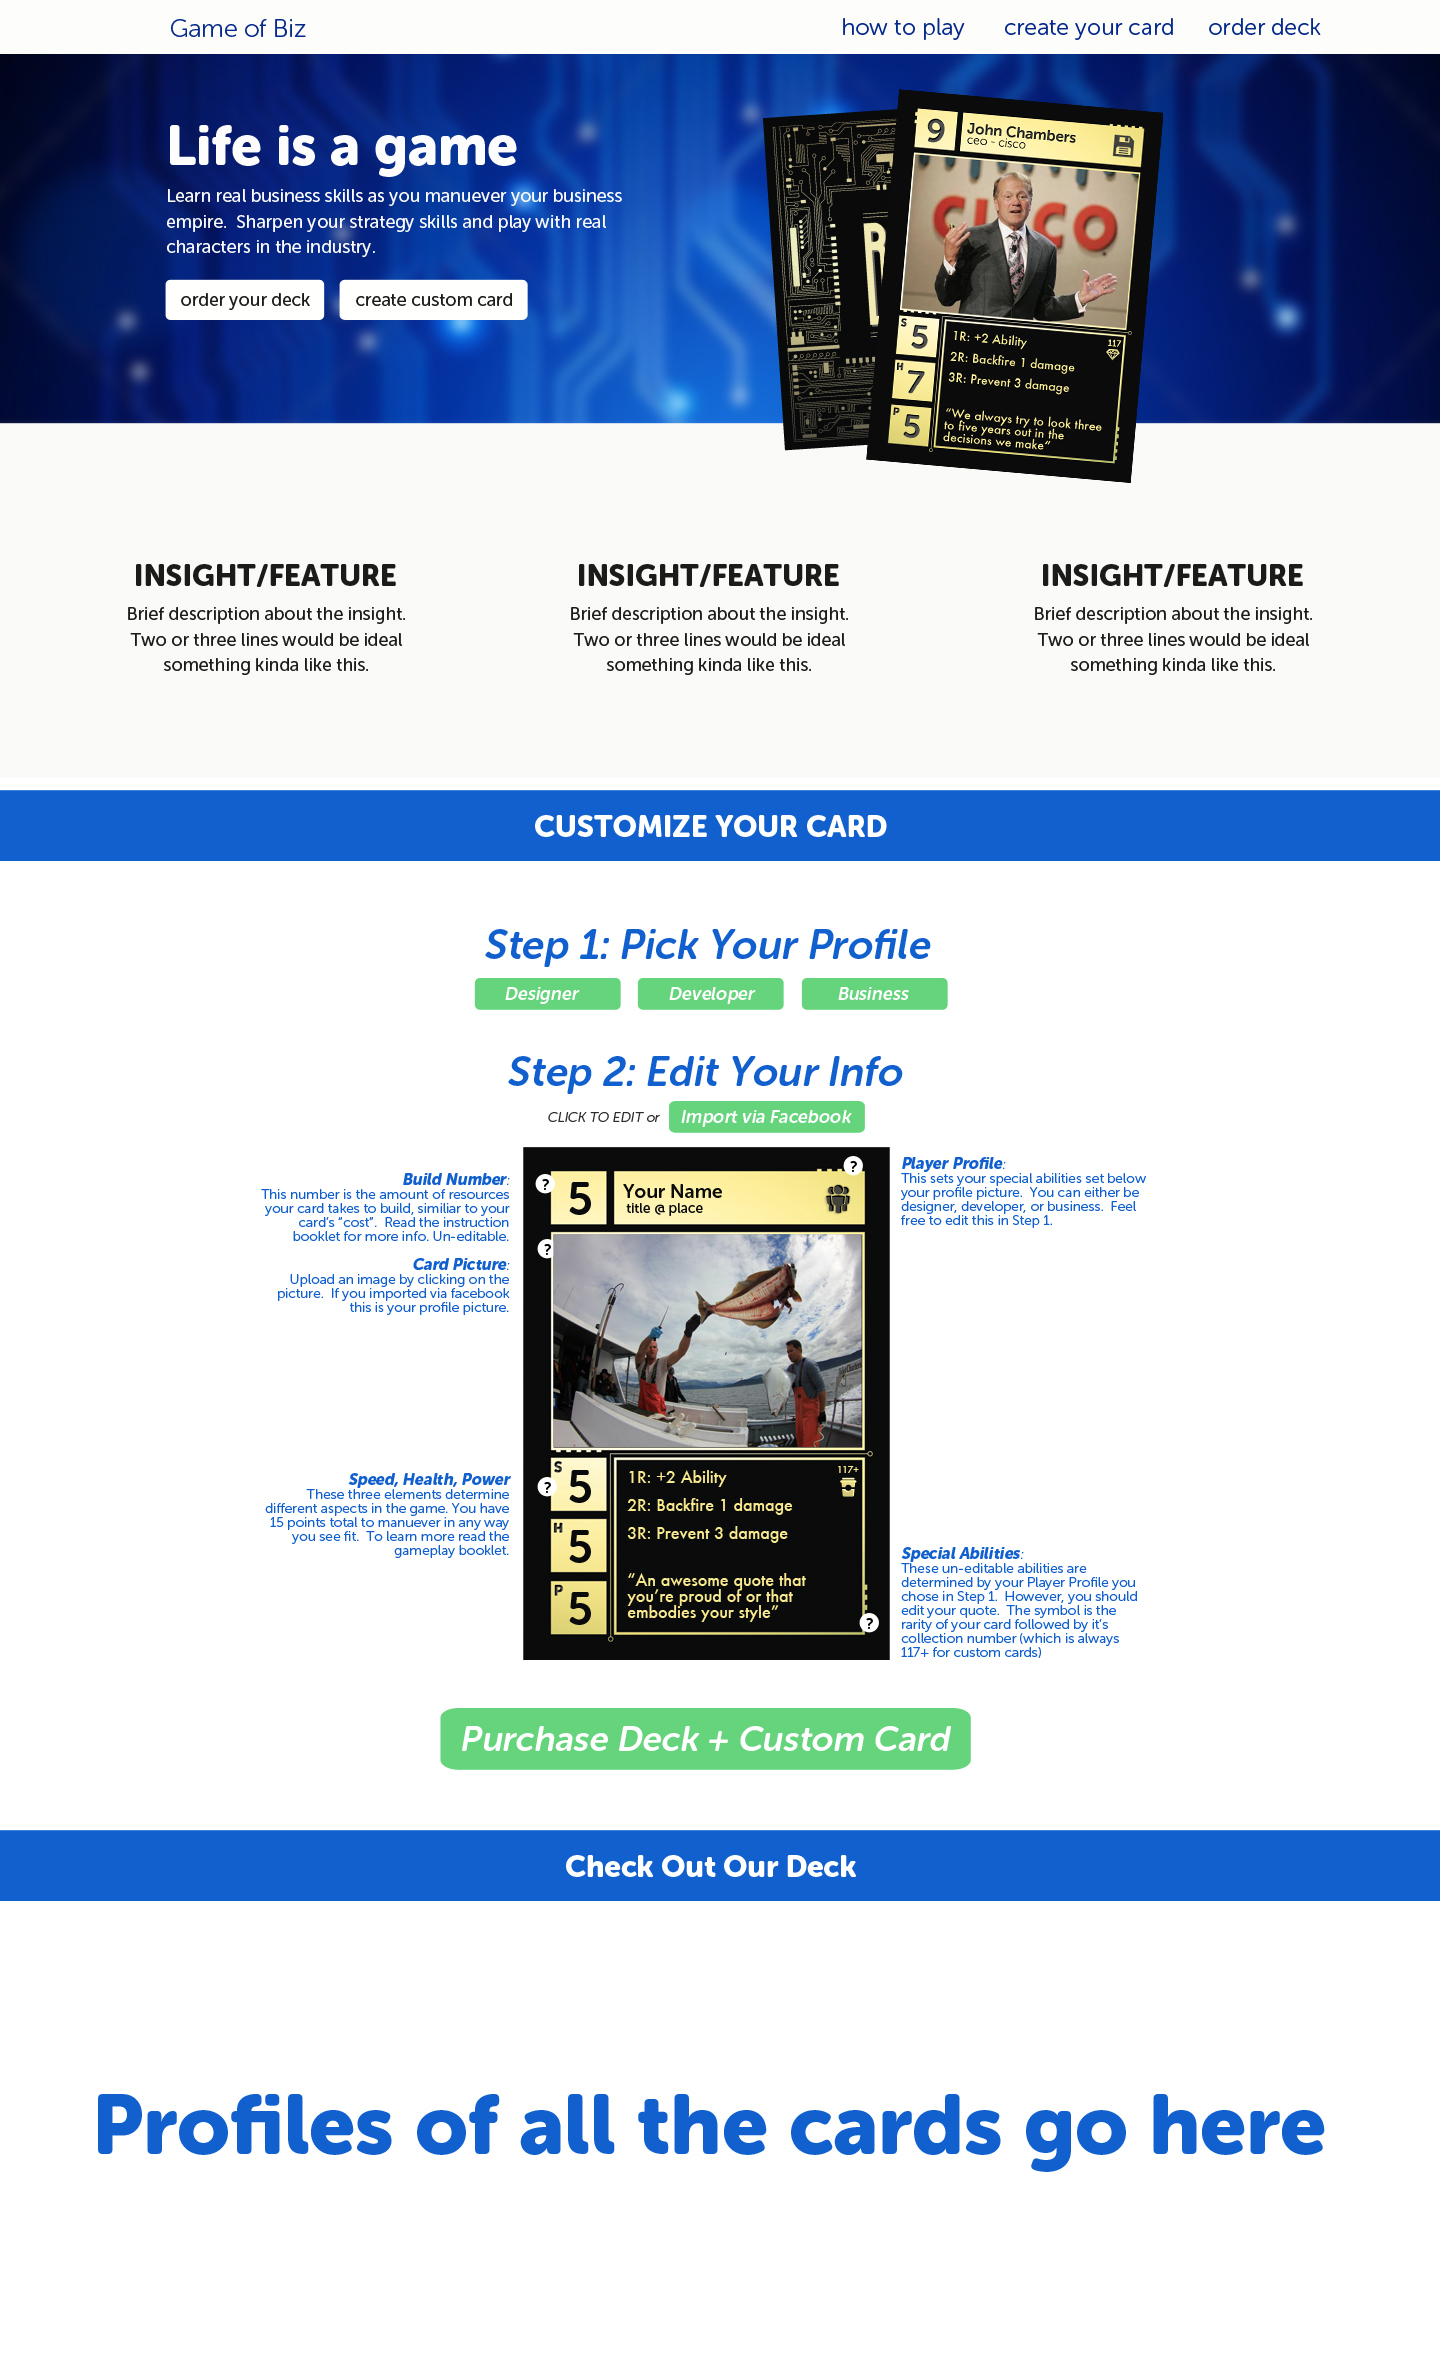 Game of Biz
how to play
create your card
order deck
Life is a game
Learn real business skills as you manuever your business
empire. Sharpen your strategy skills and play with real
characters in the industry.
order your deck
create custom card
9
John Chambers
ceo - cisco
CISCO
S
5
H
7
P
5
1R: +2 Ability
2R: Backfire 1 damage
3R: Prevent 3 damage
117
“We always try to look three
to five years out in the
decisions we make”
INSIGHT/FEATURE
Brief description about the insight.
Two or three lines would be ideal
something kinda like this.
INSIGHT/FEATURE
Brief description about the insight.
Two or three lines would be ideal
something kinda like this.
INSIGHT/FEATURE
Brief description about the insight.
Two or three lines would be ideal
something kinda like this.
CUSTOMIZE YOUR CARD
Step 1: Pick Your Profile
Designer
Developer
Business
Step 2: Edit Your Info
CLICK TO EDIT or
Import via Facebook
Build Number:
This number is the amount of resources
your card takes to build, similiar to your
card’s “cost”. Read the instruction
booklet for more info. Un-editable.
Card Picture:
Upload an image by clicking on the
picture. If you imported via facebook
this is your profile picture.
Speed, Health, Power
These three elements determine
different aspects in the game. You have
15 points total to manuever in any way
you see fit. To learn more read the
gameplay booklet.
?
5
Your Name
title @ place
?
?
?
S
5
H
5
P
5
1R: +2 Ability
2R: Backfire 1 damage
3R: Prevent 3 damage
117+
“An awesome quote that
you’re proud of or that
embodies your style”
?
Player Profile:
This sets your special abilities set below
your profile picture. You can either be
designer, developer, or business. Feel
free to edit this in Step 1.
Special Abilities:
These un-editable abilities are
determined by your Player Profile you
chose in Step 1. However, you should
edit your quote. The symbol is the
rarity of your card followed by it’s
collection number (which is always
117+ for custom cards)
Purchase Deck + Custom Card
Check Out Our Deck
Profiles of all the cards go here